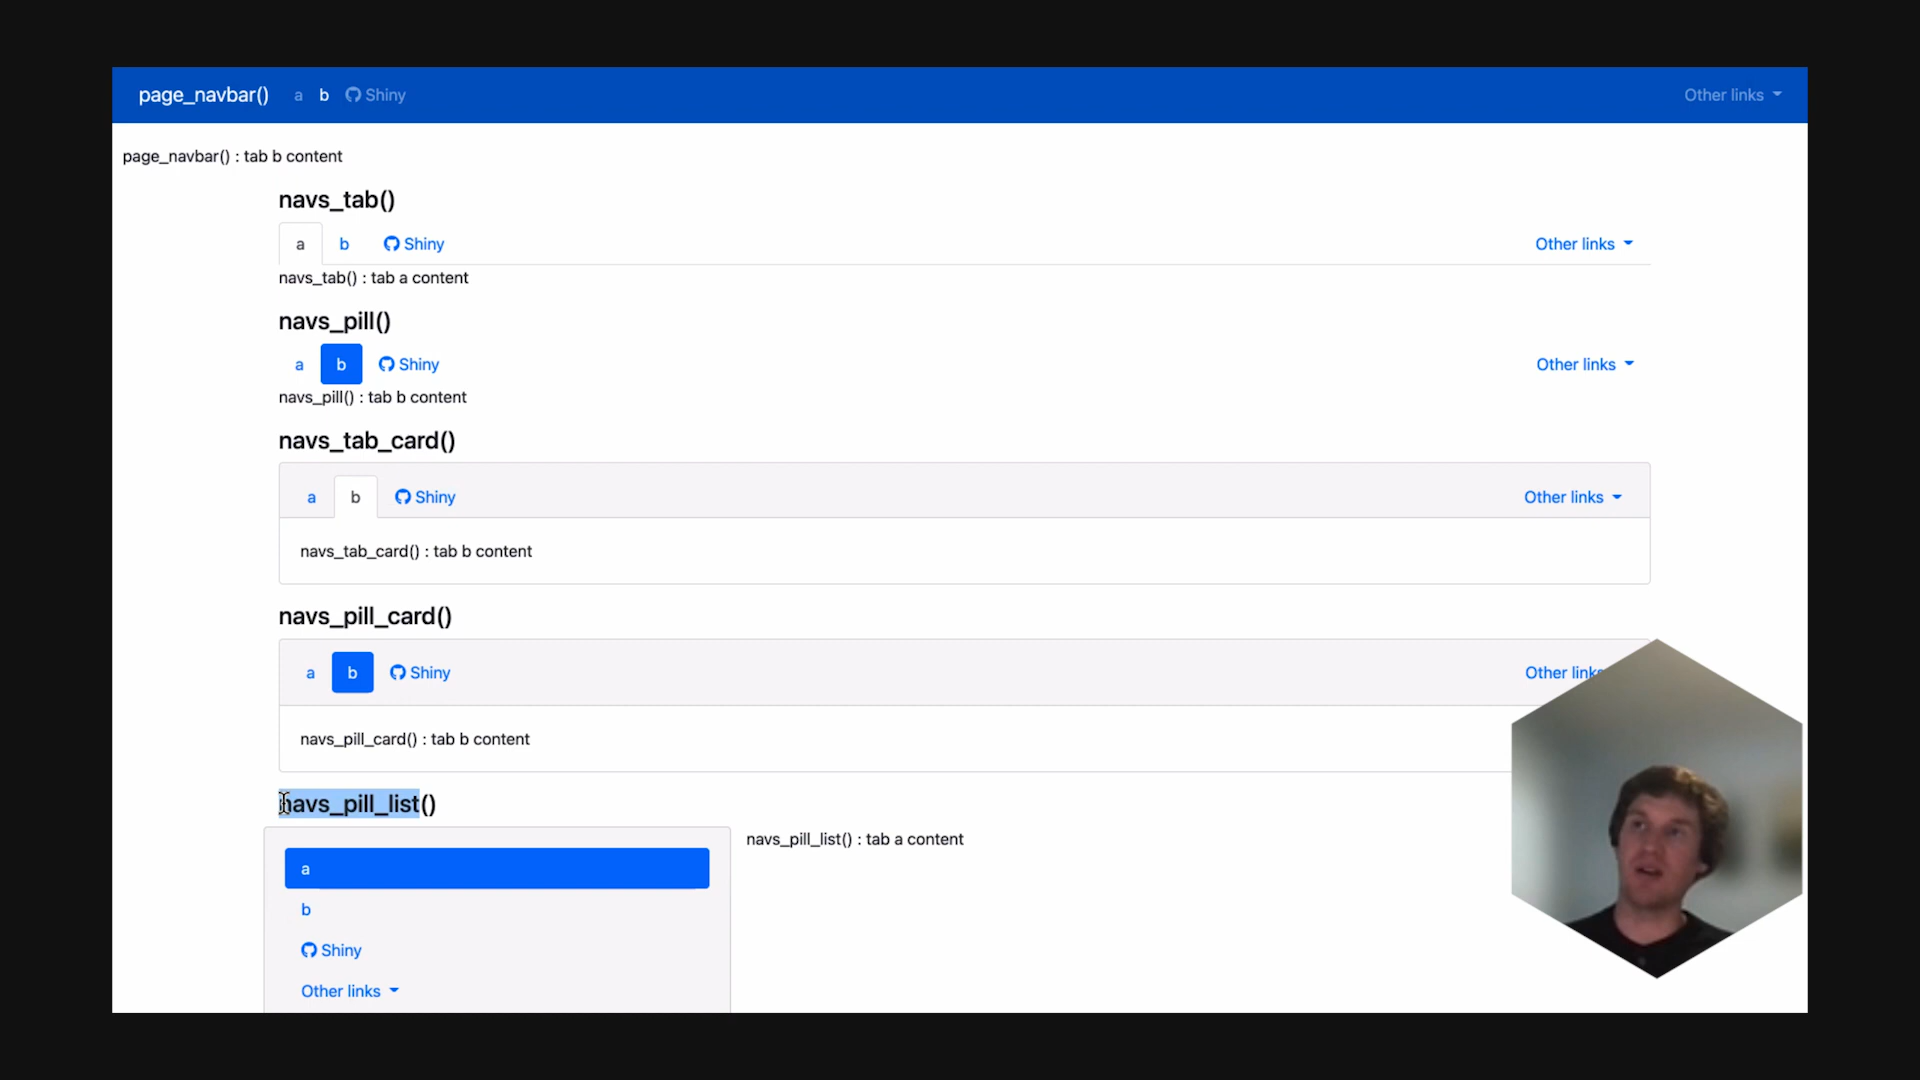 page_navbar() a b Shiny Other links
page_navbar() : tab b content
navs_tab()
a b Shiny Other links
navs_tab() : tab a content
navs_pill()
a b Shiny Other links
navs_pill() : tab b content
navs_tab_card()
a b Shiny Other links
navs_tab_card() : tab b content
navs_pill_card()
a b Shiny Other links
navs_pill_card() : tab b content
navs_pill_list()
navs_pill_list() : tab a content
a
b
Shiny
Other links